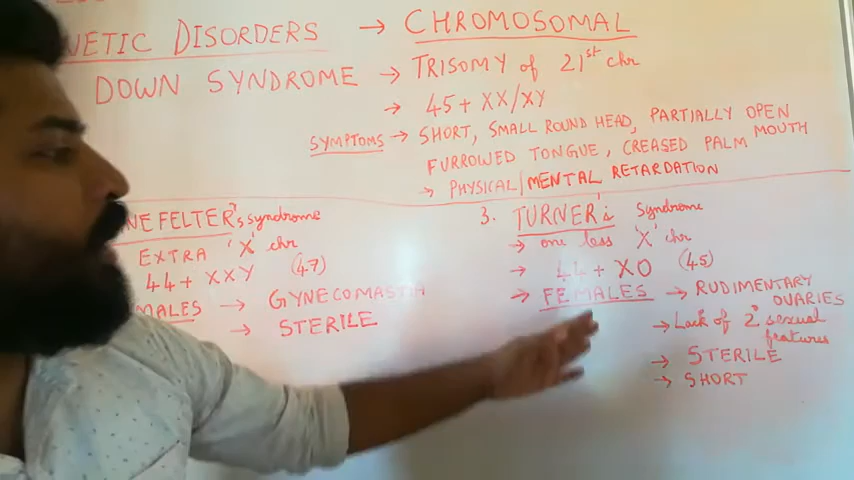 NETIC DISORDERS → CHROMOSOMAL
DOWN SYNDROME → TRISOMY of 21st chr
→ 45 + XX/XY
SYMPTOMS → SHORT, SMALL ROUND HEAD, PARTIALLY OPEN MOUTH
FURROWED TONGUE, CREASED PALM
→ PHYSICAL/MENTAL RETARDATION
NE FELTER's syndrome
EXTRA 'X' chr
44 + XXY (47)
MALES → GYNECOMASTIA
→ STERILE
3. TURNER's Syndrome
→ one less 'X' chr
→ 44 + XO (45)
→ FEMALES → RUDIMENTARY OVARIES
→ Lack of 2° sexual features
→ STERILE
→ SHORT